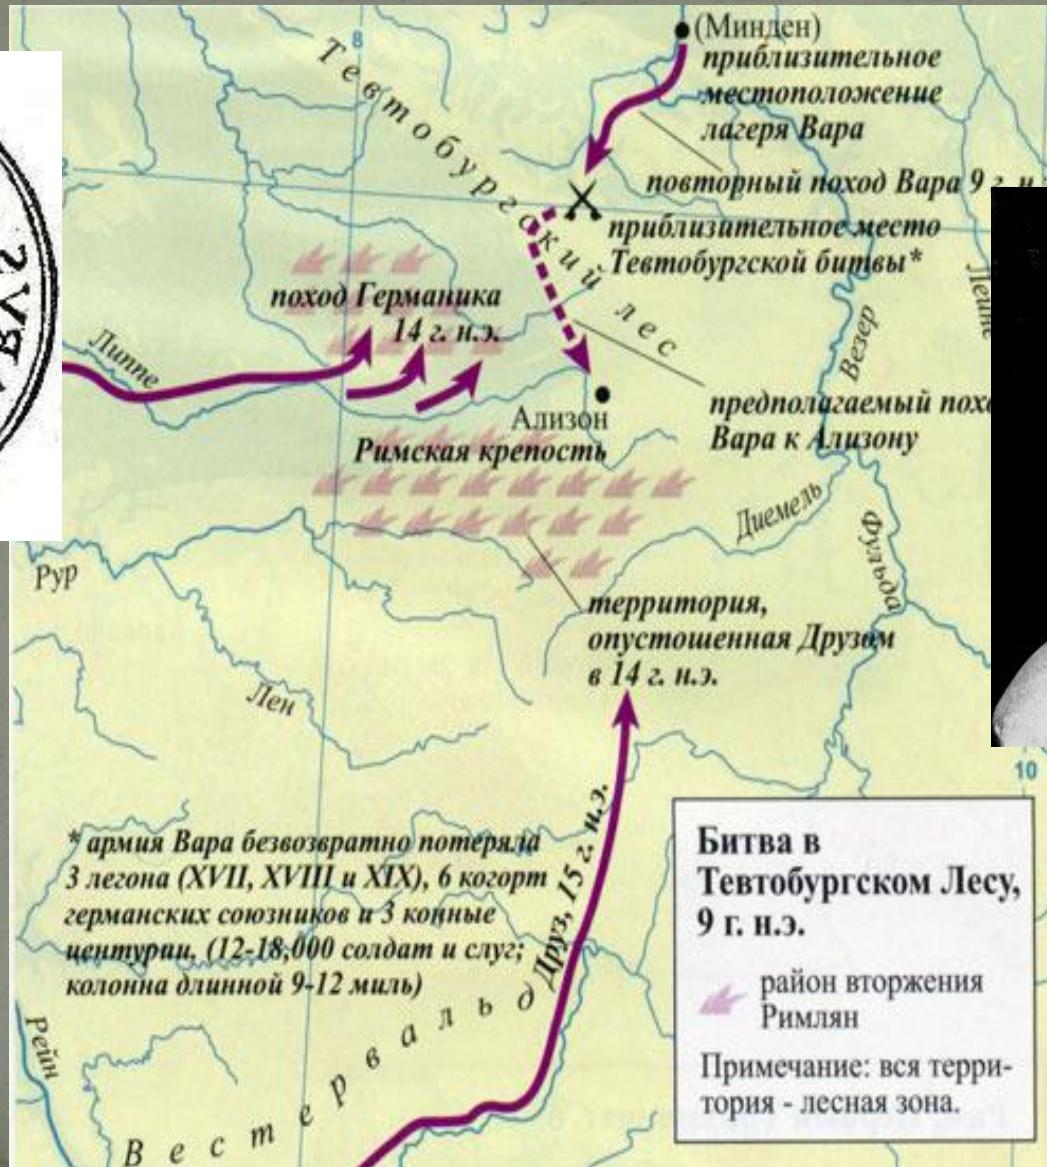 8
(Минден)
приблизительное
местоположение
лагеря Вара
Тевтобургский лес
повторный поход Вара 9 г. н
приблизительное место
Тевтобургской битвы*
поход Германика
14 г. н.э.
Липпе
Везер
Лейне
Ализон
Римская крепость
предполагаемый похо
Вара к Ализону
Диемель
Фульда
Рур
территория,
опустошенная Друзом
в 14 г. н.э.
Лен
10
* армия Вара безвозвратно потеряла
3 легона (XVII, XVIII и XIX), 6 когорт
германских союзников и 3 конные
центурии, (12-18,000 солдат и слуг;
колонна длинной 9-12 миль)
Друз, 15 г. н.э.
Рейн
Вестервальд
Битва в
Тевтобургском Лесу,
9 г. н.э.
район вторжения
Римлян
Примечание: вся терри-
тория - лесная зона.